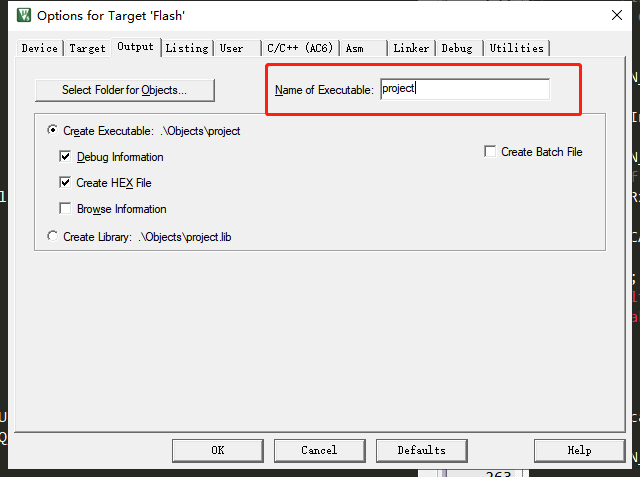 Options for Target 'Flash'
Device Target Output Listing User C/C++ (AC6) Asm Linker Debug Utilities
Select Folder for Objects... Name of Executable: project
Create Executable: .\Objects\project
Debug Information Create Batch File
Create HEX File
Browse Information
Create Library: .\Objects\project.lib
OK Cancel Defaults Help
263